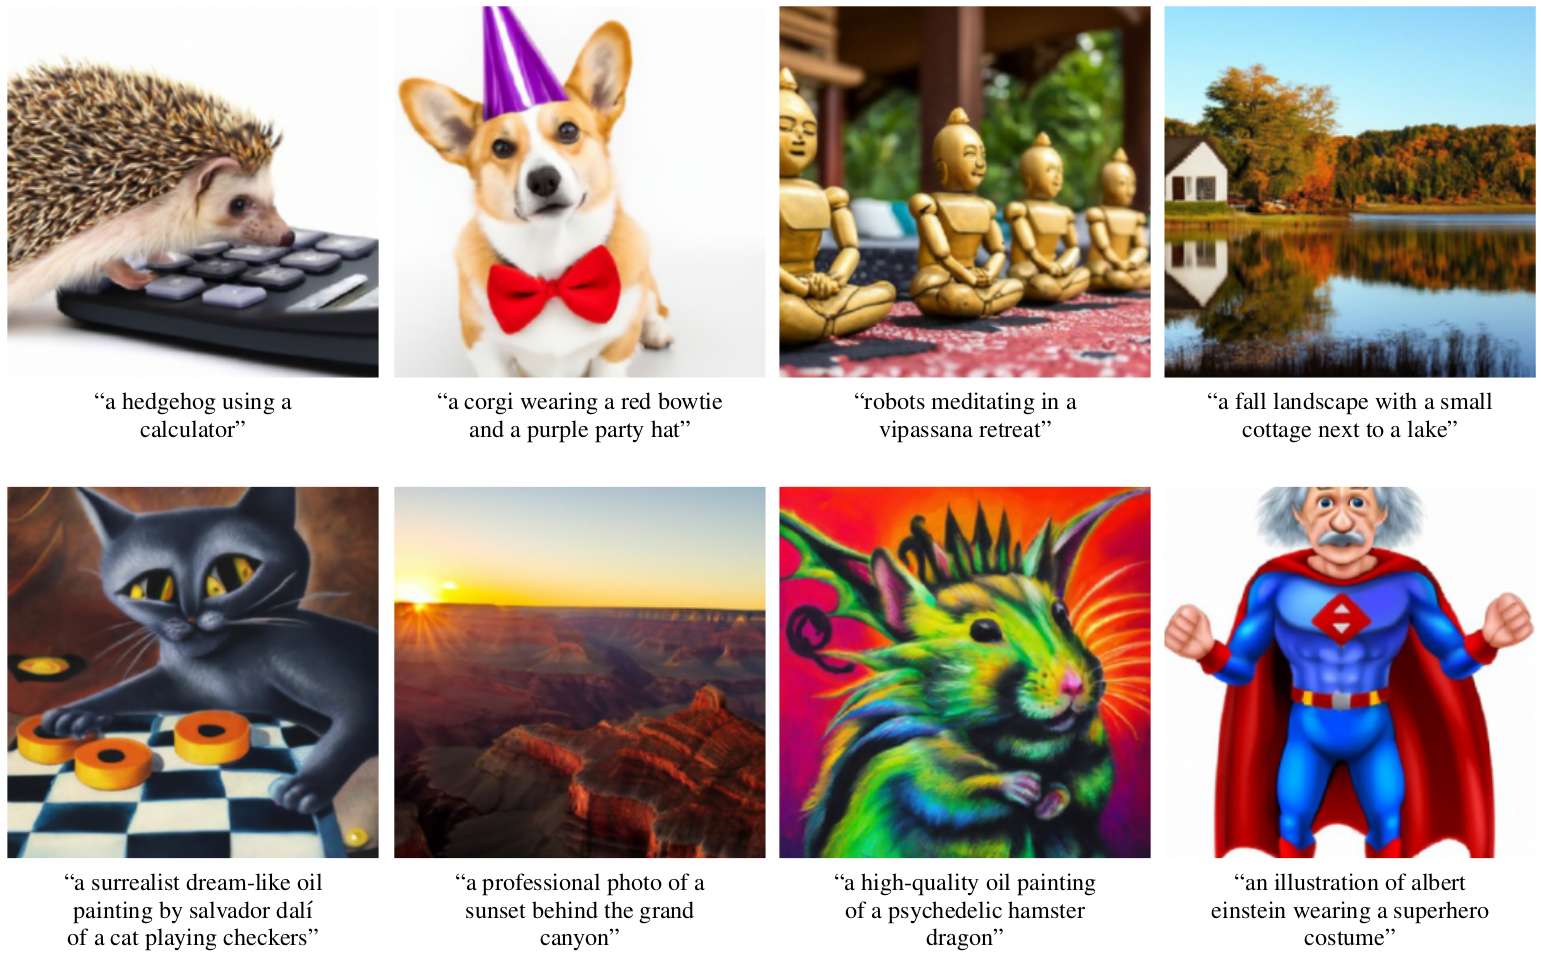 “a hedgehog using a
calculator”
“a corgi wearing a red bowtie
and a purple party hat”
“robots meditating in a
vipassana retreat”
“a fall landscape with a small
cottage next to a lake”
“a surrealist dream-like oil
painting by salvador dalí
of a cat playing checkers”
“a professional photo of a
sunset behind the grand
canyon”
“a high-quality oil painting
of a psychedelic hamster
dragon”
“an illustration of albert
einstein wearing a superhero
costume”